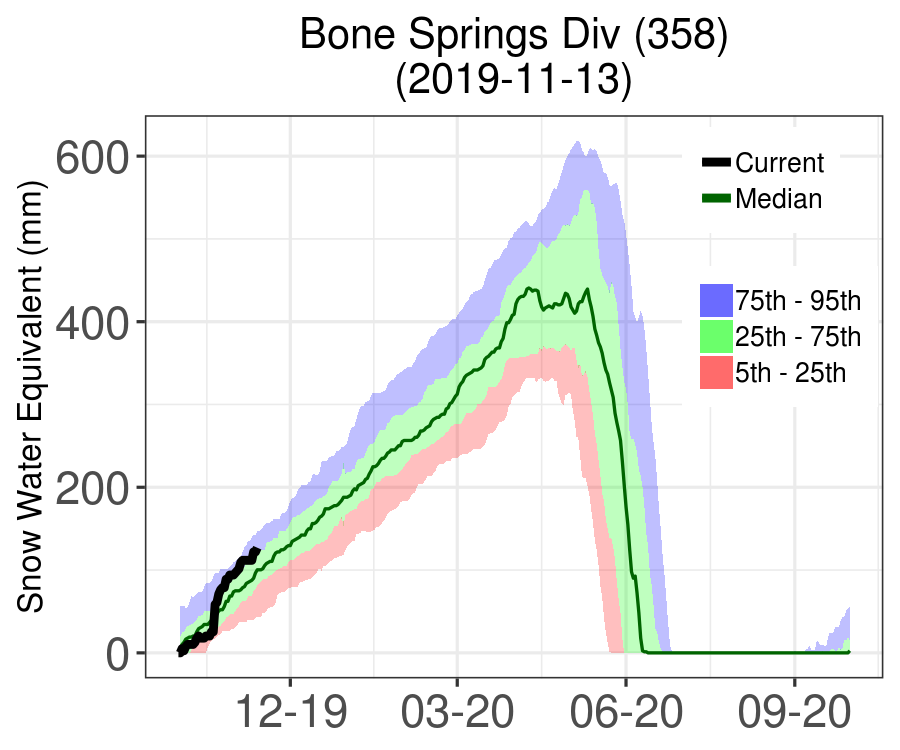 Bone Springs Div (358)
(2019-11-13)
Snow Water Equivalent (mm)
600
400
200
0
Current
Median
75th - 95th
25th - 75th
5th - 25th
12-19
03-20
06-20
09-20